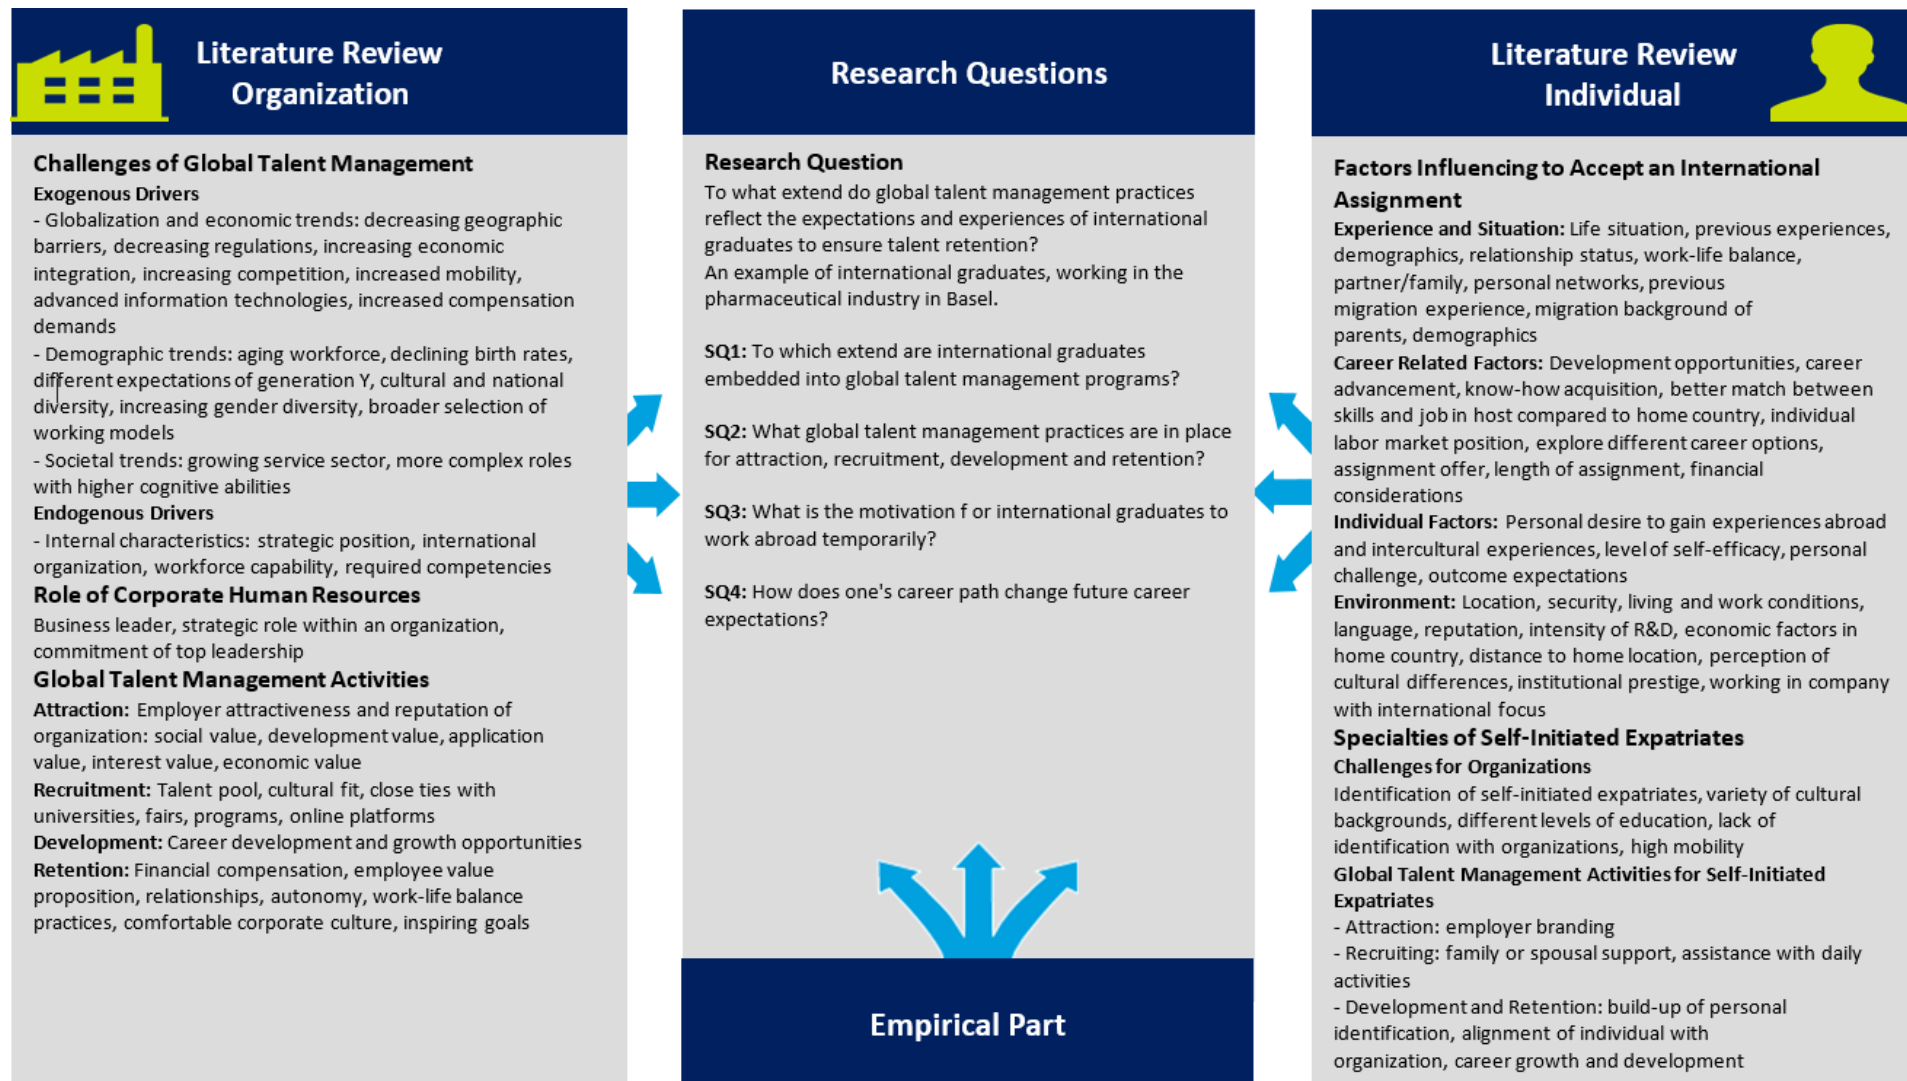 Literature Review
Organization
Challenges of Global Talent Management
Exogenous Drivers
- Globalization and economic trends: decreasing geographic
barriers, decreasing regulations, increasing economic
integration, increasing competition, increased mobility,
advanced information technologies, increased compensation
demands
- Demographic trends: aging workforce, declining birth rates,
different expectations of generation Y, cultural and national
diversity, increasing gender diversity, broader selection of
working models
- Societal trends: growing service sector, more complex roles
with higher cognitive abilities
Endogenous Drivers
- Internal characteristics: strategic position, international
organization, workforce capability, required competencies
Role of Corporate Human Resources
Business leader, strategic role within an organization,
commitment of top leadership
Global Talent Management Activities
Attraction: Employer attractiveness and reputation of
organization: social value, development value, application
value, interest value, economic value
Recruitment: Talent pool, cultural fit, close ties with
universities, fairs, programs, online platforms
Development: Career development and growth opportunities
Retention: Financial compensation, employee value
proposition, relationships, autonomy, work-life balance
practices, comfortable corporate culture, inspiring goals
Research Questions
Research Question
To what extend do global talent management practices
reflect the expectations and experiences of international
graduates to ensure talent retention?
An example of international graduates, working in the
pharmaceutical industry in Basel.
SQ1: To which extend are international graduates
embedded into global talent management programs?
SQ2: What global talent management practices are in place
for attraction, recruitment, development and retention?
SQ3: What is the motivation f or international graduates to
work abroad temporarily?
SQ4: How does one's career path change future career
expectations?
Empirical Part
Literature Review
Individual
Factors Influencing to Accept an International
Assignment
Experience and Situation: Life situation, previous experiences,
demographics, relationship status, work-life balance,
partner/family, personal networks, previous
migration experience, migration background of
parents, demographics
Career Related Factors: Development opportunities, career
advancement, know-how acquisition, better match between
skills and job in host compared to home country, individual
labor market position, explore different career options,
assignment offer, length of assignment, financial
considerations
Individual Factors: Personal desire to gain experiences abroad
and intercultural experiences, level of self-efficacy, personal
challenge, outcome expectations
Environment: Location, security, living and work conditions,
language, reputation, intensity of R&D, economic factors in
home country, distance to home location, perception of
cultural differences, institutional prestige, working in company
with international focus
Specialties of Self-Initiated Expatriates
Challenges for Organizations
Identification of self-initiated expatriates, variety of cultural
backgrounds, different levels of education, lack of
identification with organizations, high mobility
Global Talent Management Activities for Self-Initiated
Expatriates
- Attraction: employer branding
- Recruiting: family or spousal support, assistance with daily
activities
- Development and Retention: build-up of personal
identification, alignment of individual with
organization, career growth and development